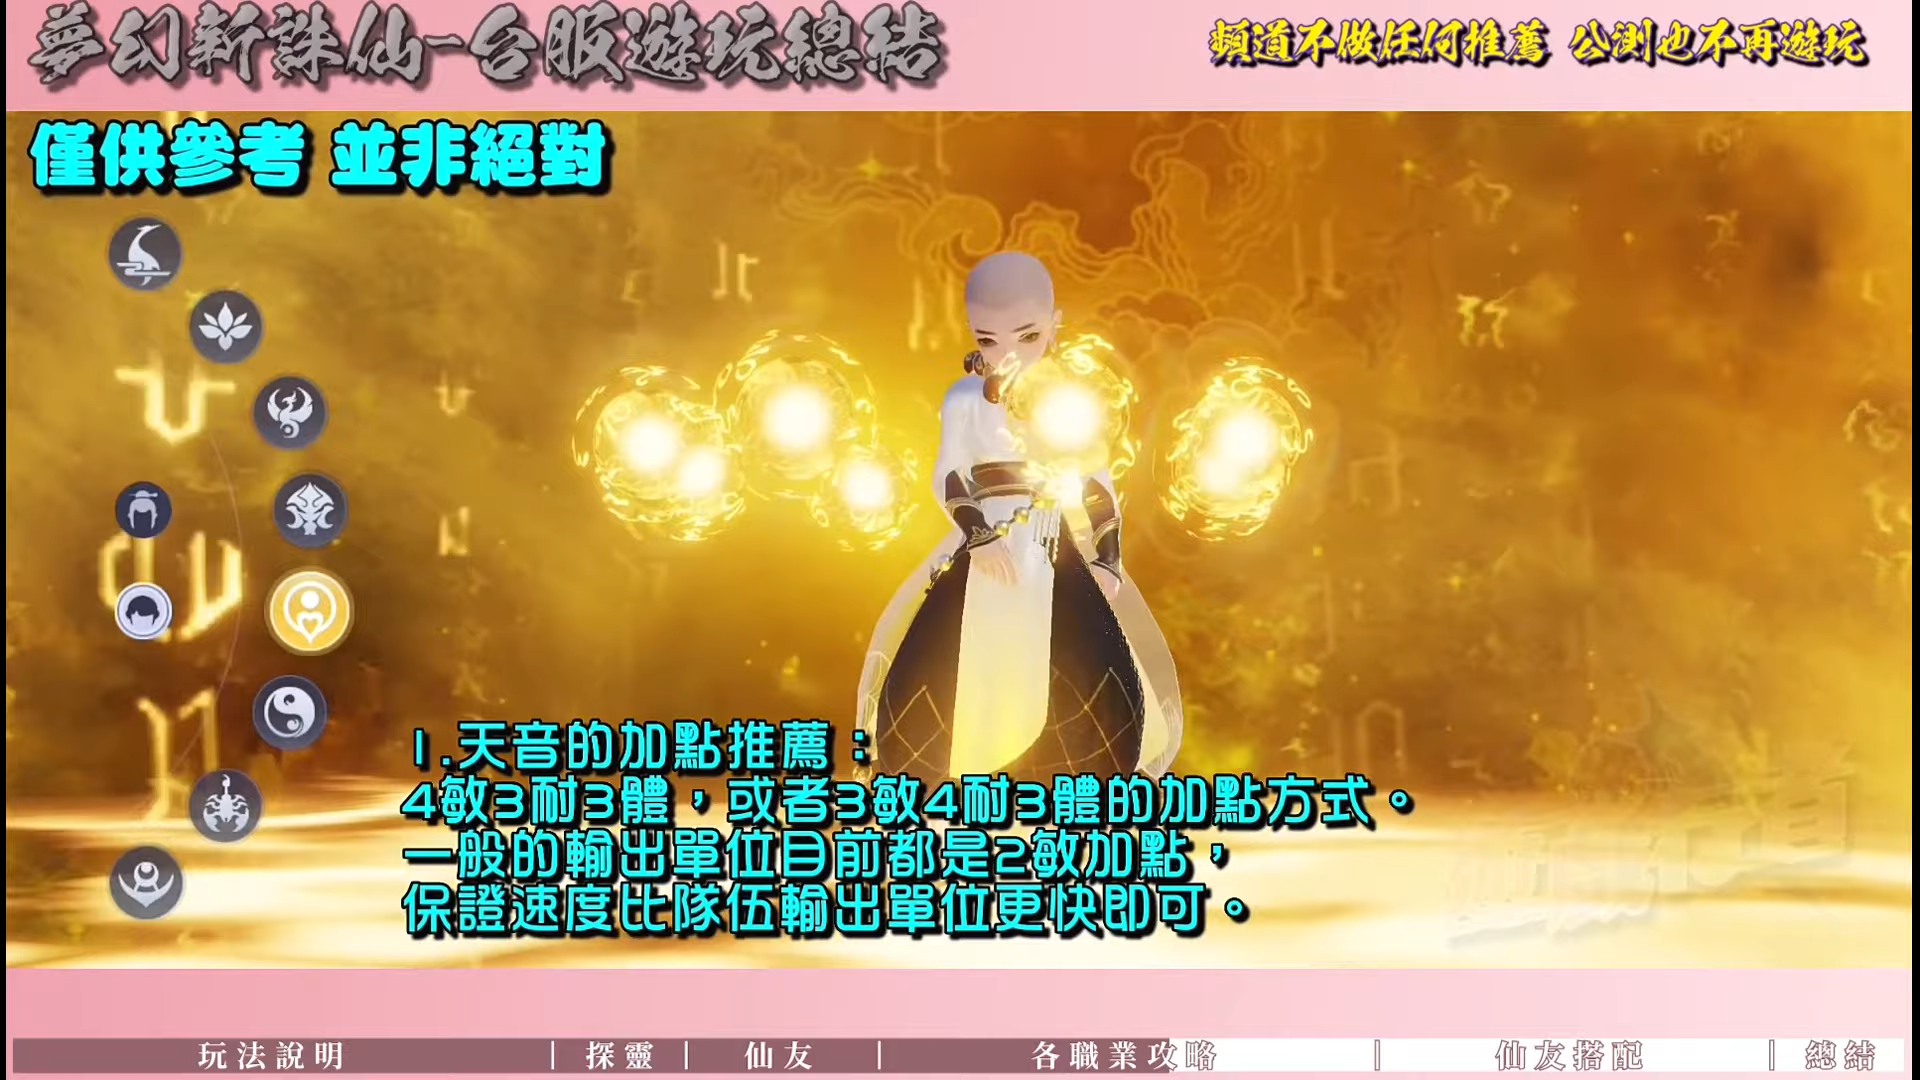 夢幻新誅仙-台服遊玩總結
頻道不做任何推薦 公測也不再遊玩
僅供參考 並非絕對
1.天音的加點推薦：
4敏3耐3體，或者3敏4耐3體的加點方式。
一般的輸出單位目前都是2敏加點，
保證速度比隊伍輸出單位更快即可。
玩法說明 | 探靈 | 仙友 | 各職業攻略 | 仙友搭配 | 總結